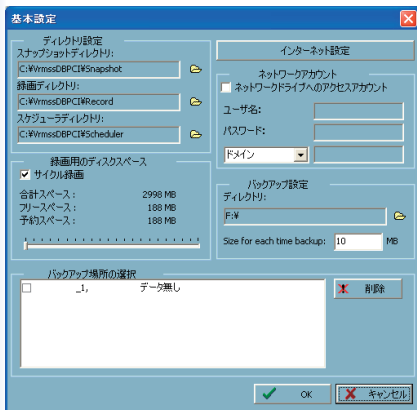 基本設定
ディレクトリ設定
スナップショットディレクトリ:
C:¥VrmssDBPCI¥Snapshot
録画ディレクトリ:
C:¥VrmssDBPCI¥Record
スケジューラディレクトリ:
C:¥VrmssDBPCI¥Scheduler
録画用のディスクスペース
サイクル録画
合計スペース: 2998 MB
フリースペース: 188 MB
予約スペース: 188 MB
インターネット設定
ネットワークアカウント
ネットワークドライブへのアクセスアカウント
ユーザ名:
パスワード:
ドメイン
バックアップ設定
ディレクトリ:
F:¥
Size for each time backup: 10 MB
バックアップ場所の選択
_1, データ無し
削除
OK
キャンセル